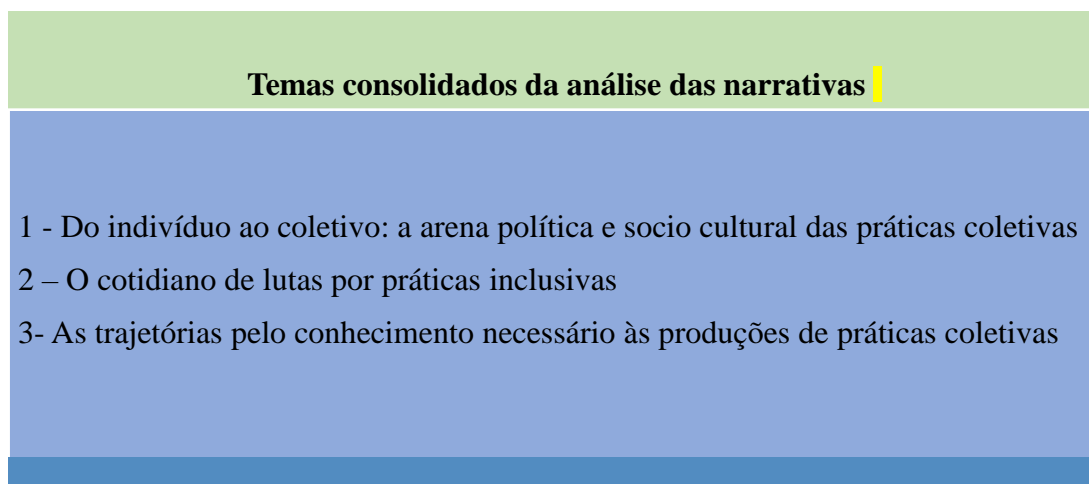 Temas consolidados da análise das narrativas
1 - Do indivíduo ao coletivo: a arena política e socio cultural das práticas coletivas
2 – O cotidiano de lutas por práticas inclusivas
3- As trajetórias pelo conhecimento necessário às produções de práticas coletivas